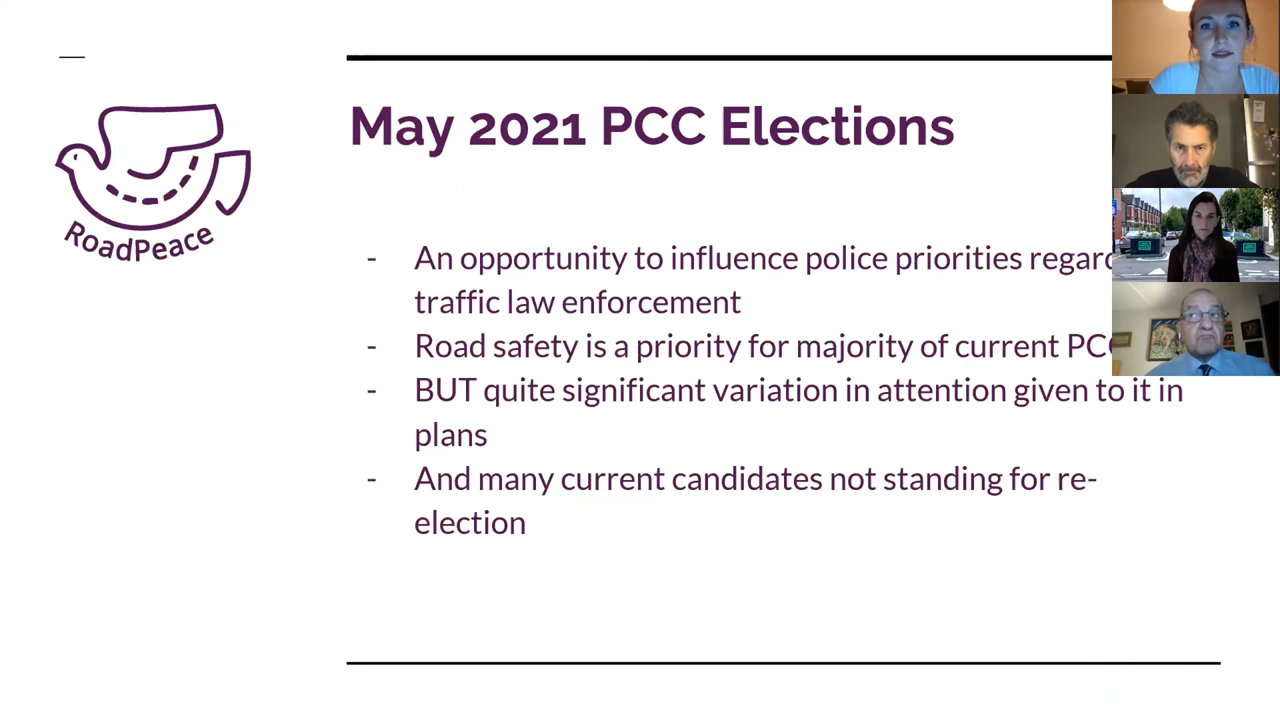 May 2021 PCC Elections
RoadPeace
- An opportunity to influence police priorities
traffic law enforcement
- Road safety is a priority for majority of current
- BUT quite significant variation in attention given to it in
plans
- And many current candidates not standing for re-
election